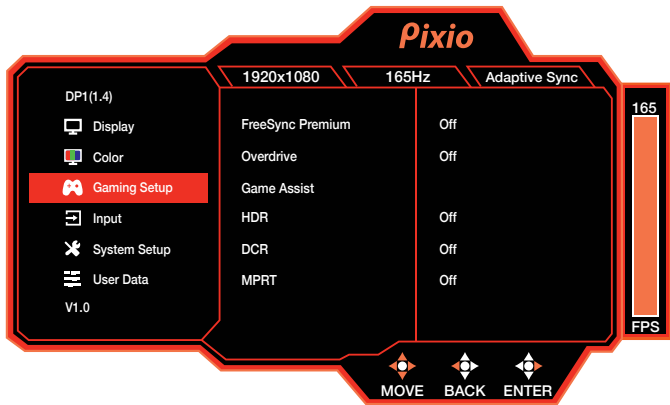 Pixio
1920x1080 165Hz Adaptive Sync
DP1(1.4)
Display
Color
Gaming Setup
Input
System Setup
User Data
V1.0
FreeSync Premium Off
Overdrive Off
Game Assist
HDR Off
DCR Off
MPRT Off
165
FPS
MOVE BACK ENTER